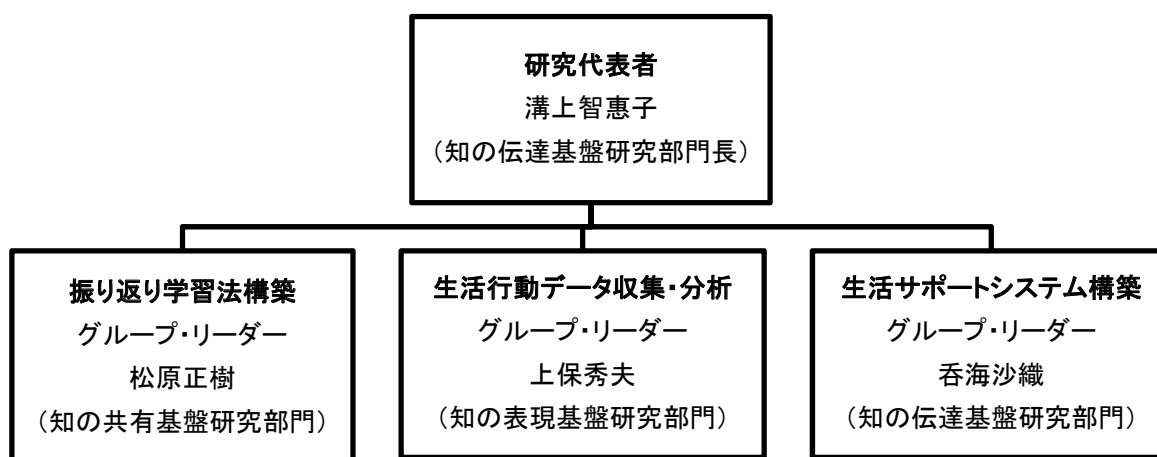 研究代表者
溝上智惠子
（知の伝達基盤研究部門長）
振り返り学習法構築
グループ・リーダー
松原正樹
（知の共有基盤研究部門）
生活行動データ収集・分析
グループ・リーダー
上保秀夫
（知の表現基盤研究部門）
生活サポートシステム構築
グループ・リーダー
呑海沙織
（知の伝達基盤研究部門）